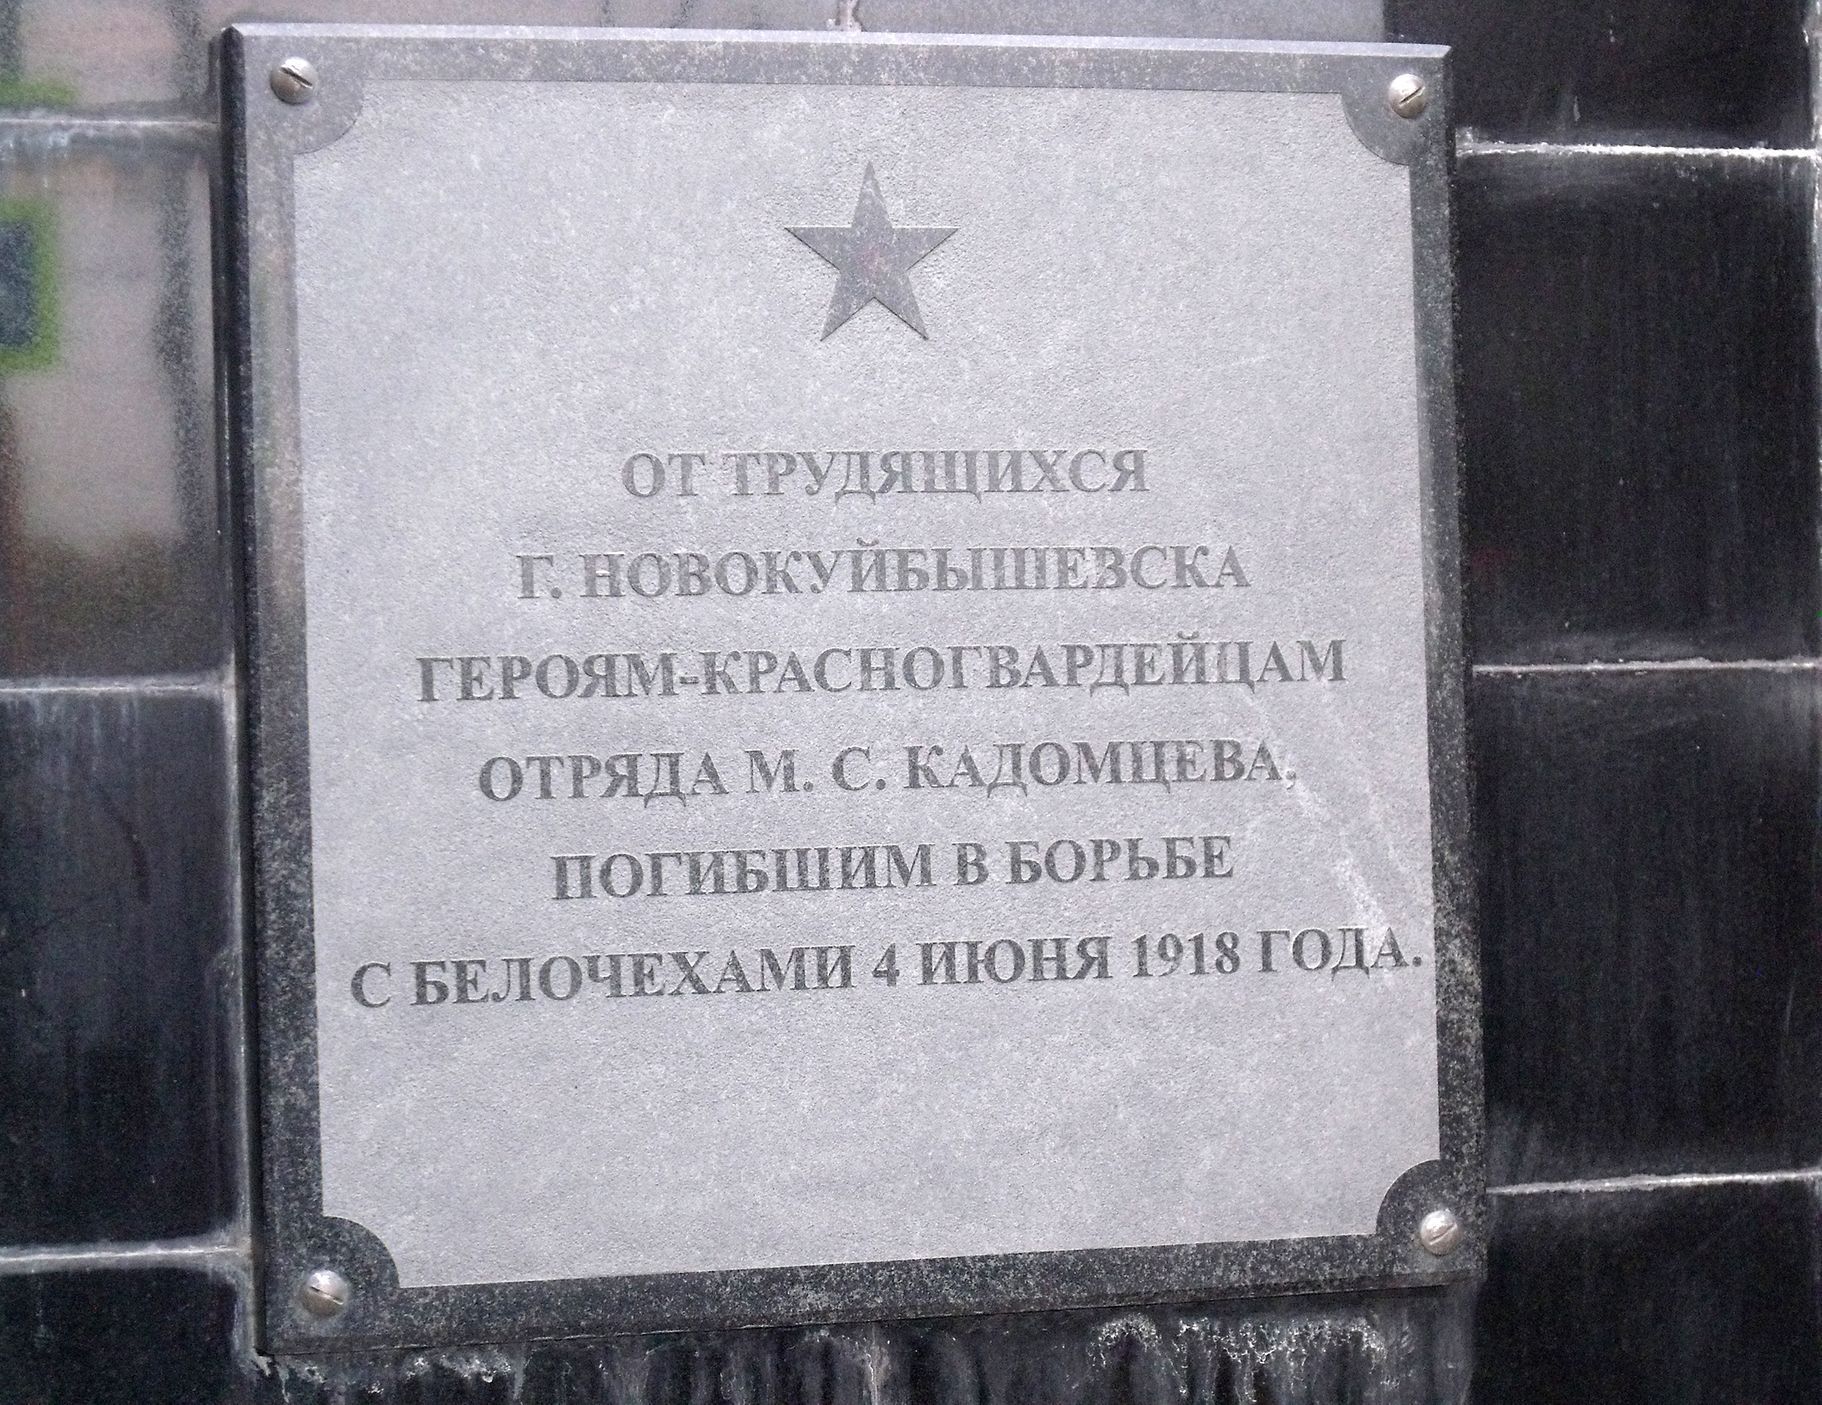 ОТ ТРУДЯЩИХСЯ
Г. НОВОКУЙБЫШЕВСКА
ГЕРОЯМ-КРАСНОГВАРДЕЙЦАМ
ОТРЯДА М. С. КАДОМЦЕВА,
ПОГИБШИМ В БОРЬБЕ
С БЕЛОЧЕХАМИ 4 ИЮНЯ 1918 ГОДА.